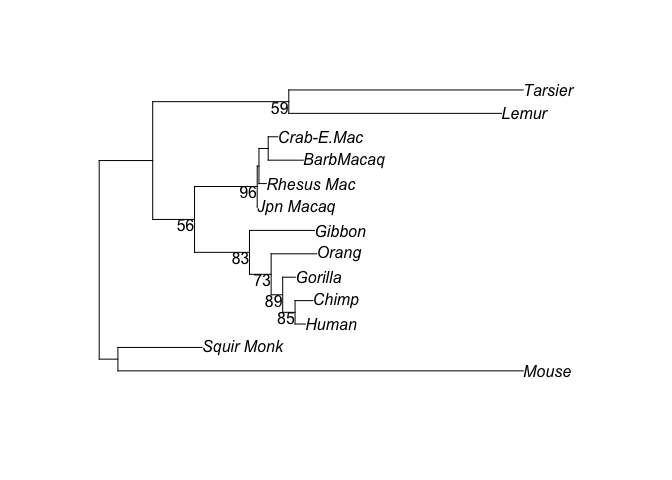 Tarsier
59
Lemur
Crab-E.Mac
BarbMacaq
Rhesus Mac
96
Jpn Macaq
56
Gibbon
83
Orang
73
Gorilla
89
Chimp
85
Human
Squir Monk
Mouse